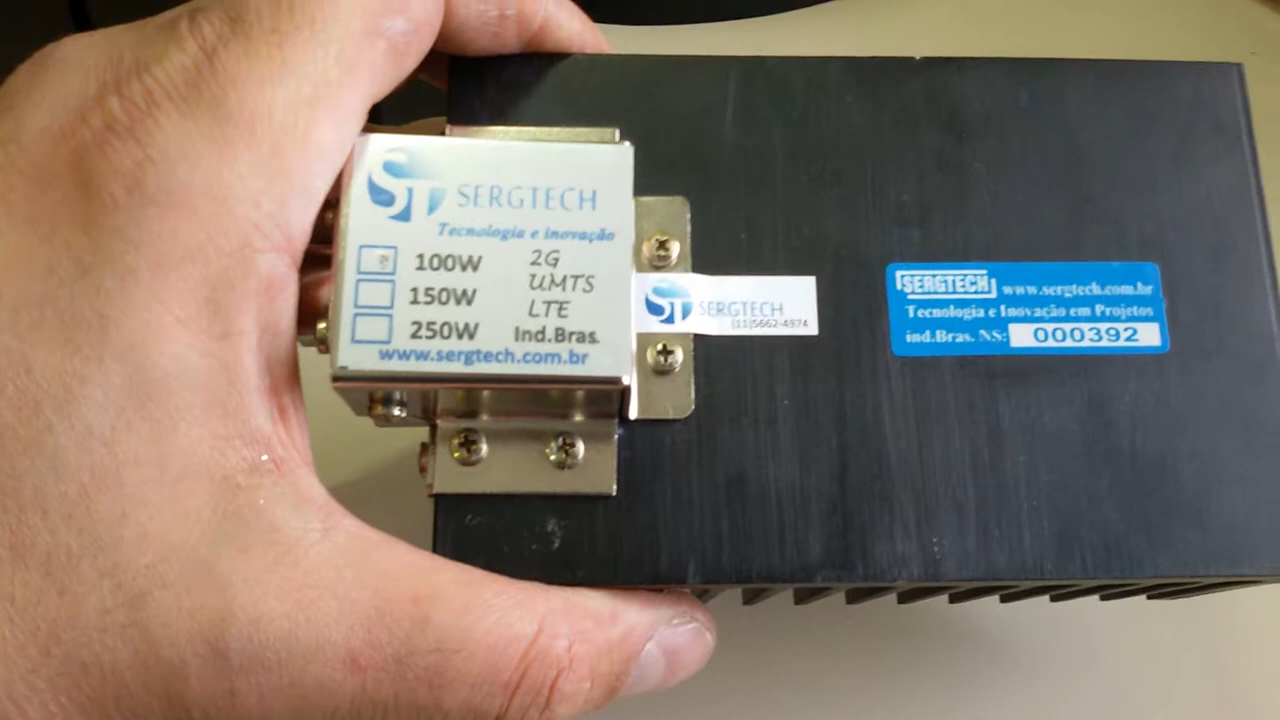 ST SERGTECH
Tecnologia e inovação
100W 2G
150W UMTS
LTE
250W Ind.Bras.
www.sergtech.com.br
ST SERGTECH
(11)5662-4974
SERGTECH www.sergtech.com.br
Tecnologia e Inovação em Projetos
ind.Bras. NS: 000392